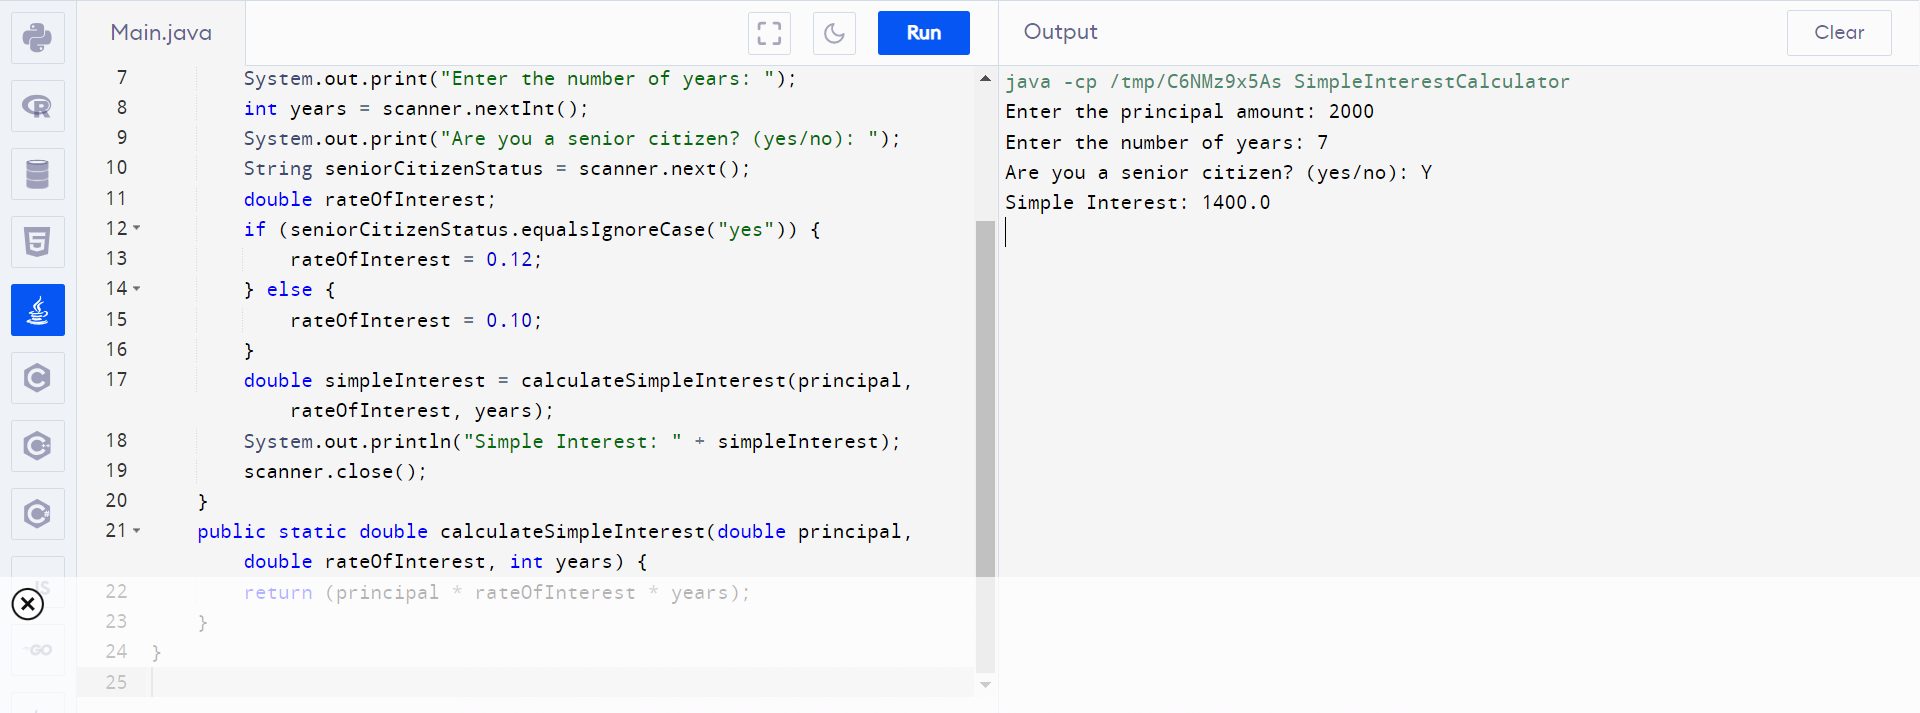 Main.java
Run
7 System.out.print("Enter the number of years: ");
8 int years = scanner.nextInt();
9 System.out.print("Are you a senior citizen? (yes/no): ");
10 String seniorCitizenStatus = scanner.next();
11 double rateOfInterest;
12 if (seniorCitizenStatus.equalsIgnoreCase("yes")) {
13 rateOfInterest = 0.12;
14 } else {
15 rateOfInterest = 0.10;
16 }
17 double simpleInterest = calculateSimpleInterest(principal,
rateOfInterest, years);
18 System.out.println("Simple Interest: " + simpleInterest);
19 scanner.close();
20 }
21 public static double calculateSimpleInterest(double principal,
double rateOfInterest, int years) {
22 return (principal * rateOfInterest * years);
23 }
24 }
25
Output
Clear
java -cp /tmp/C6NMz9x5As SimpleInterestCalculator
Enter the principal amount: 2000
Enter the number of years: 7
Are you a senior citizen? (yes/no): Y
Simple Interest: 1400.0
R
5
C
C++
C#
JS
GO